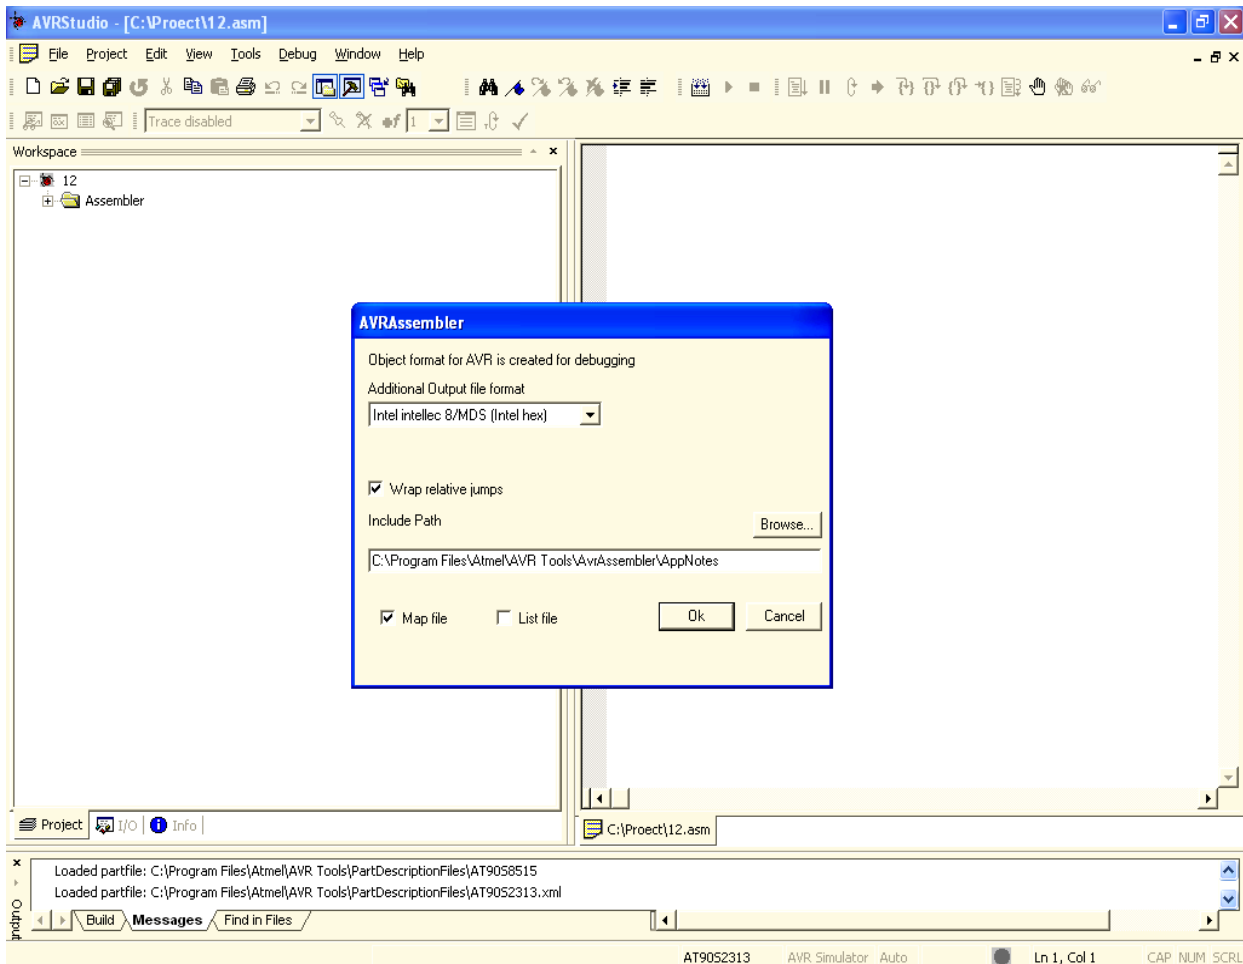 AVRStudio - [C:\Proect\12.asm]
File Project Edit View Tools Debug Window Help
Trace disabled 1
Workspace
12
Assembler
AVRAssembler
Object format for AVR is created for debugging
Additional Output file format
Intel intellec 8/MDS (Intel hex)
Wrap relative jumps
Include Path
Browse...
C:\Program Files\Atmel\AVR Tools\AvrAssembler\AppNotes
Map file List file Ok Cancel
Project I/O Info
C:\Proect\12.asm
Loaded partfile: C:\Program Files\Atmel\AVR Tools\PartDescriptionFiles\AT90S8515
Loaded partfile: C:\Program Files\Atmel\AVR Tools\PartDescriptionFiles\AT90S2313.xml
Output
Build Messages Find in Files
AT90S2313 AVR Simulator Auto Ln 1, Col 1 CAP NUM SCRL